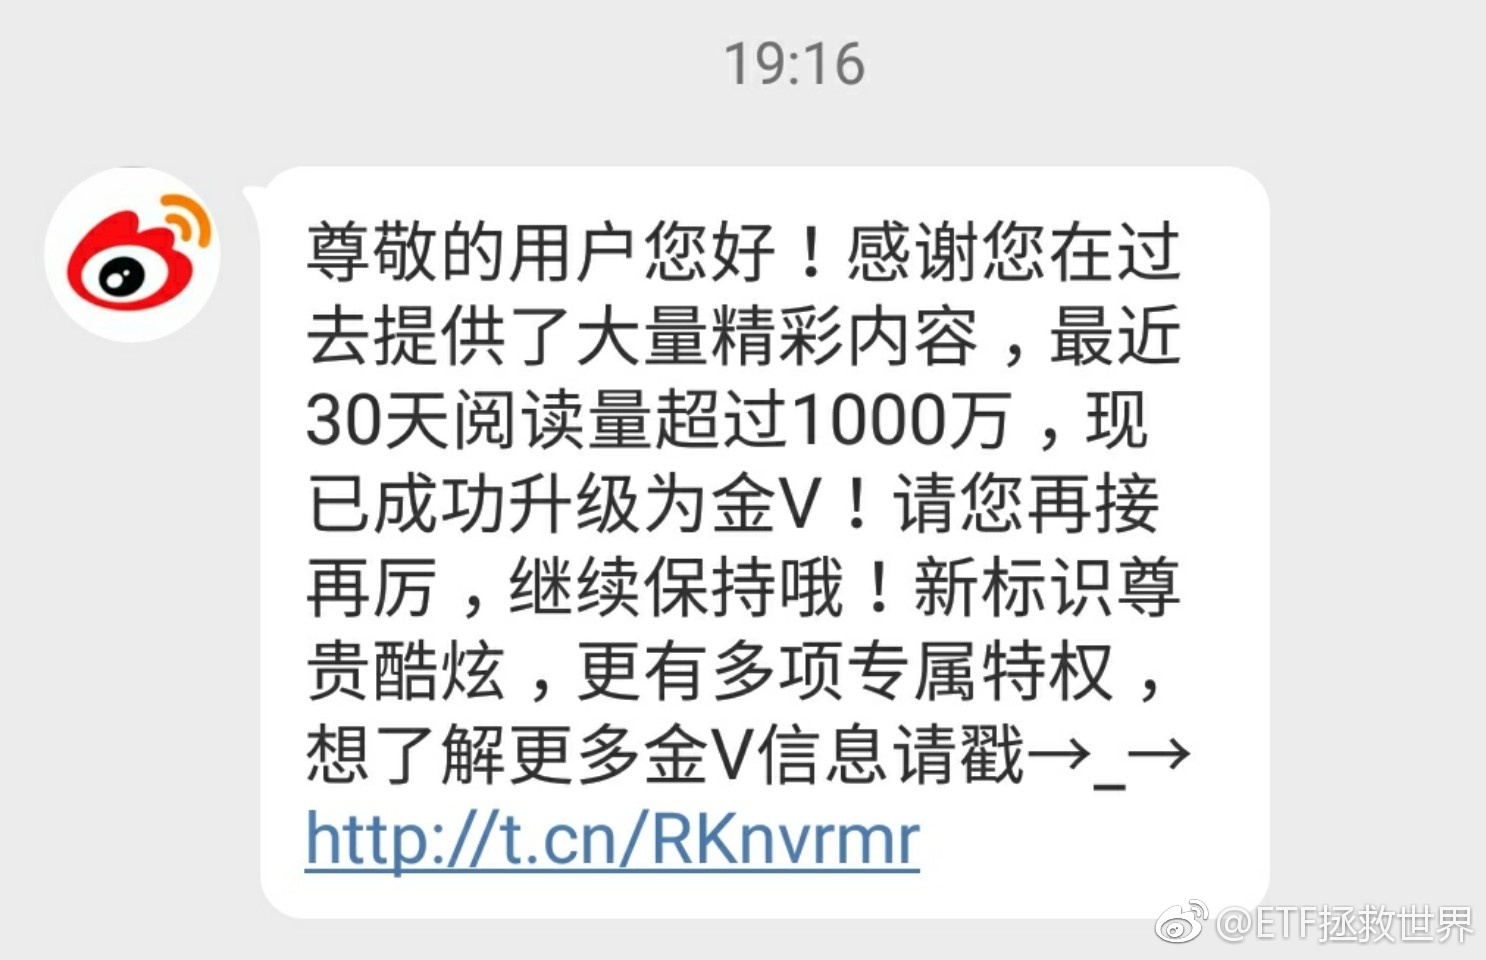 19:16
尊敬的用户您好！感谢您在过
去提供了大量精彩内容，最近
30天阅读量超过1000万，现
已成功升级为金V！请您再接
再厉，继续保持哦！新标识尊
贵酷炫，更有多项专属特权，
想了解更多金V信息请戳→_→
http://t.cn/RKnvrmr
@ETF拯救世界